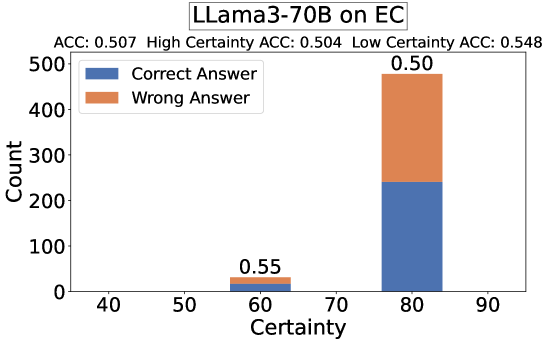 LLama3-70B on EC
ACC: 0.507  High Certainty ACC: 0.504  Low Certainty ACC: 0.548
500
400
300
200
100
0
Count
Correct Answer
Wrong Answer
0.55
0.50
40 50 60 70 80 90
Certainty